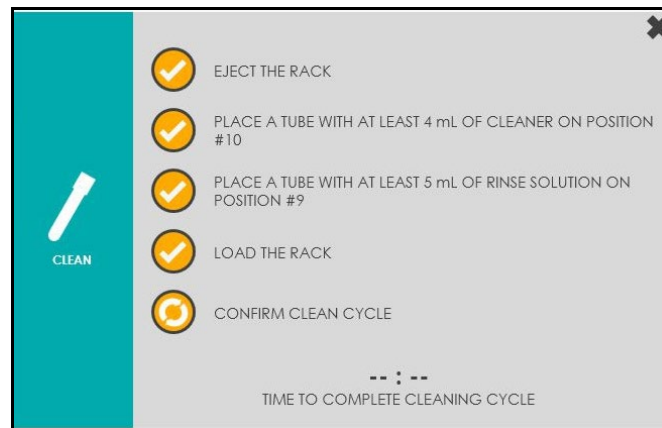 EJECT THE RACK
PLACE A TUBE WITH AT LEAST 4 mL OF CLEANER ON POSITION
#10
PLACE A TUBE WITH AT LEAST 5 mL OF RINSE SOLUTION ON
POSITION #9
CLEAN
LOAD THE RACK
CONFIRM CLEAN CYCLE
-- : --
TIME TO COMPLETE CLEANING CYCLE